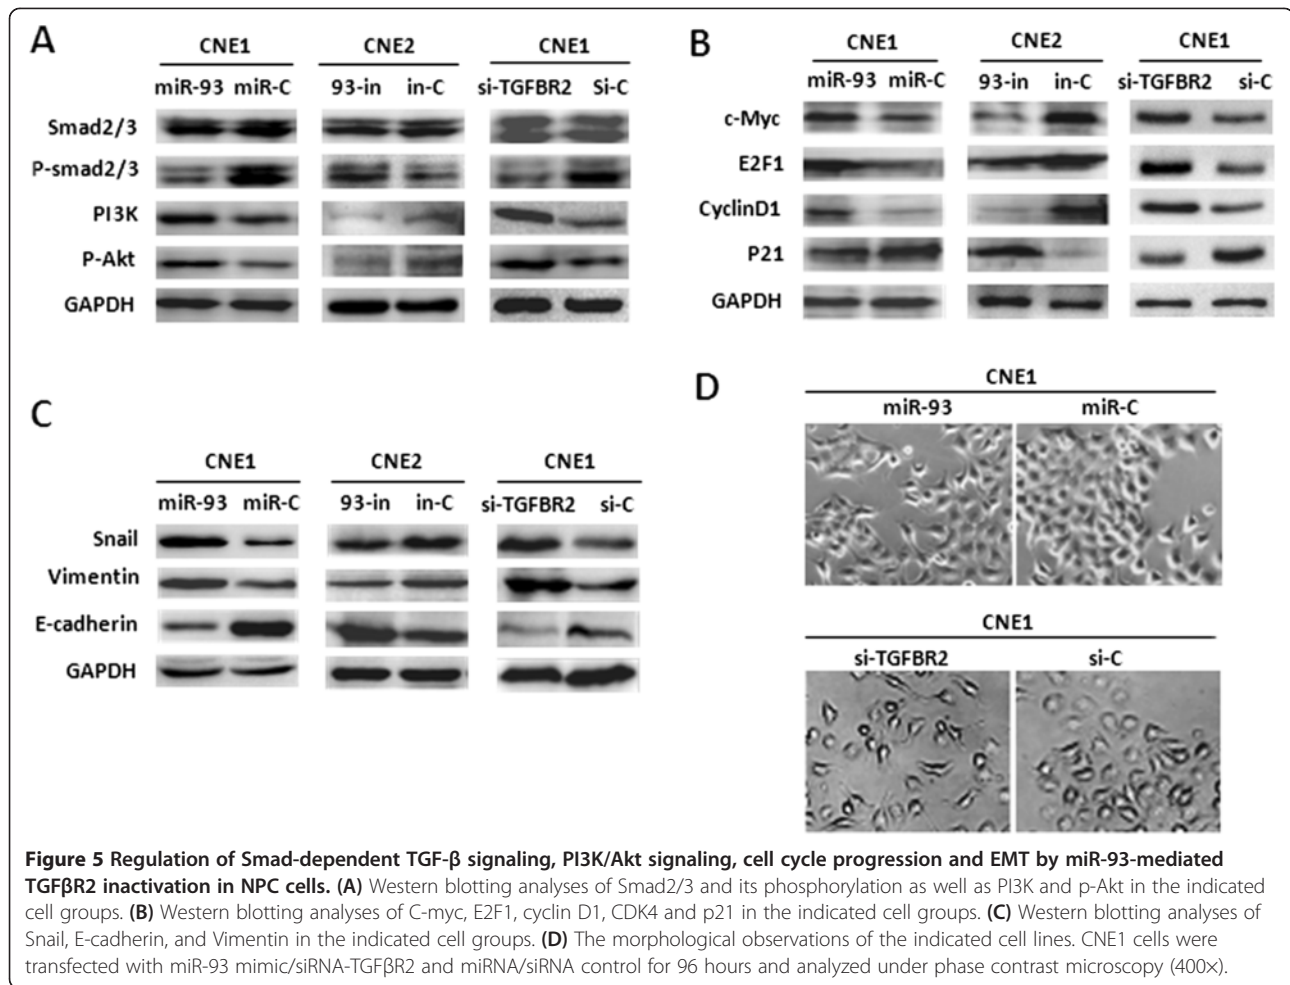 A
CNE1 CNE2 CNE1
miR-93 miR-C 93-in in-C si-TGFBR2 Si-C
Smad2/3
P-smad2/3
PI3K
P-Akt
GAPDH
B
CNE1 CNE2 CNE1
miR-93 miR-C 93-in in-C si-TGFBR2 si-C
c-Myc
E2F1
CyclinD1
P21
GAPDH
C
CNE1 CNE2 CNE1
miR-93 miR-C 93-in in-C si-TGFBR2 si-C
Snail
Vimentin
E-cadherin
GAPDH
D
CNE1
miR-93 miR-C
CNE1
si-TGFBR2 si-C
Figure 5 Regulation of Smad-dependent TGF-β signaling, PI3K/Akt signaling, cell cycle progression and EMT by miR-93-mediated
TGFβR2 inactivation in NPC cells. (A) Western blotting analyses of Smad2/3 and its phosphorylation as well as PI3K and p-Akt in the indicated
cell groups. (B) Western blotting analyses of C-myc, E2F1, cyclin D1, CDK4 and p21 in the indicated cell groups. (C) Western blotting analyses of
Snail, E-cadherin, and Vimentin in the indicated cell groups. (D) The morphological observations of the indicated cell lines. CNE1 cells were
transfected with miR-93 mimic/siRNA-TGFβR2 and miRNA/siRNA control for 96 hours and analyzed under phase contrast microscopy (400×).